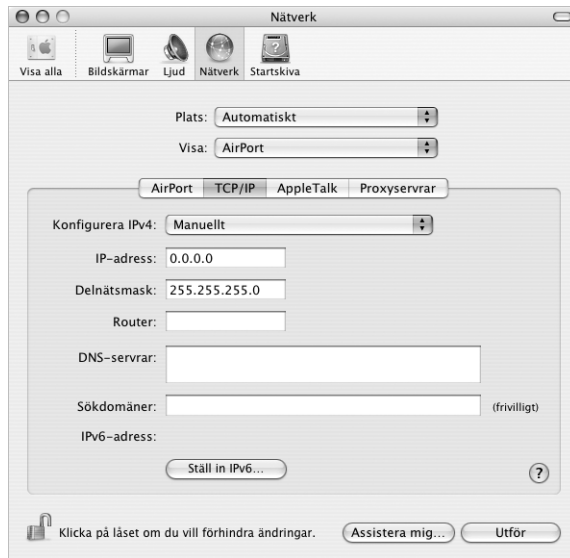 Nätverk
Visa alla Bildskärmar Ljud Nätverk Startskiva
Plats: Automatiskt
Visa: AirPort
AirPort TCP/IP AppleTalk Proxyservrar
Konfigurera IPv4: Manuellt
IP-adress: 0.0.0.0
Delnätsmask: 255.255.255.0
Router:
DNS-servrar:
Sökdomäner: (frivilligt)
IPv6-adress:
Ställ in IPv6... ?
Klicka på låset om du vill förhindra ändringar. Assistera mig... Utför